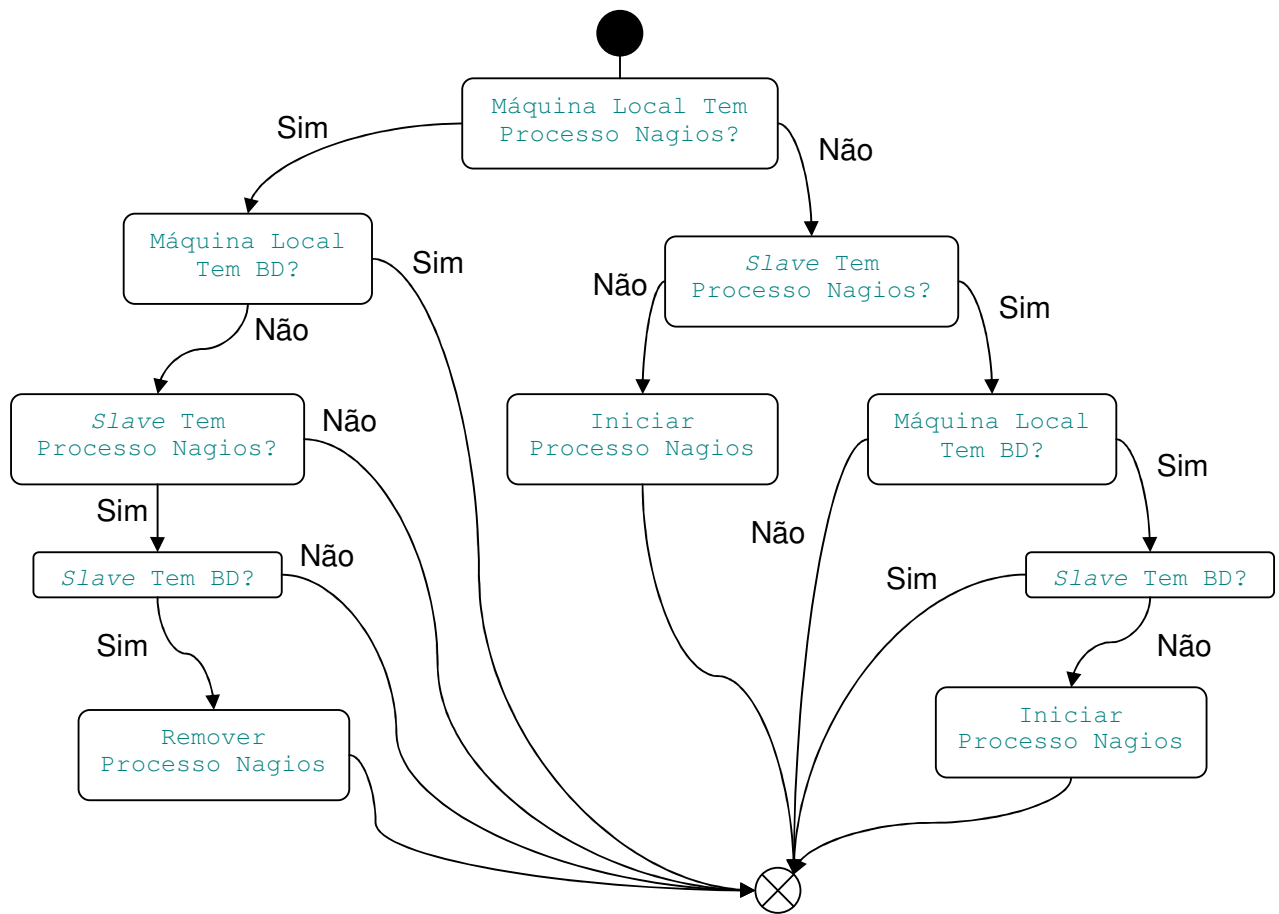 Máquina Local Tem
Processo Nagios?
Sim
Não
Máquina Local
Tem BD?
Sim
Slave Tem
Processo Nagios?
Não
Sim
Não
Slave Tem
Processo Nagios?
Não
Iniciar
Processo Nagios
Máquina Local
Tem BD?
Sim
Sim
Não
Não
Slave Tem BD?
Sim
Slave Tem BD?
Sim
Não
Remover
Processo Nagios
Iniciar
Processo Nagios